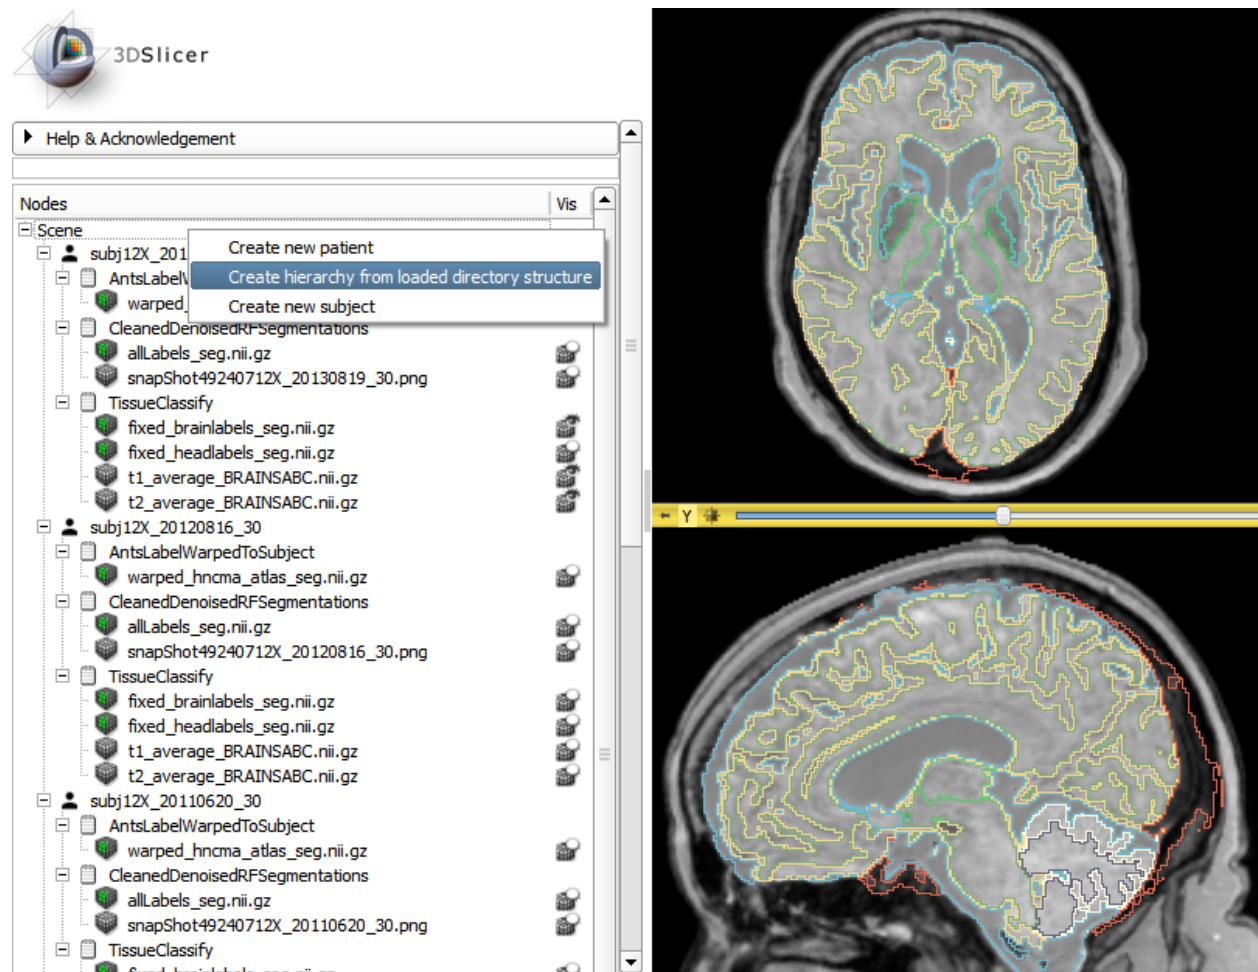 3DSlicer
Help & Acknowledgement
Nodes Vis
Scene
subj12X_201
Create new patient
AntsLabelW
Create hierarchy from loaded directory structure
warped_
Create new subject
CleanedDenoisedRFSegmentations
allLabels_seg.nii.gz
snapShot49240712X_20130819_30.png
TissueClassify
fixed_brainlabels_seg.nii.gz
fixed_headlabels_seg.nii.gz
t1_average_BRAINSABC.nii.gz
t2_average_BRAINSABC.nii.gz
subj12X_20120816_30
AntsLabelWarpedToSubject
warped_hncma_atlas_seg.nii.gz
CleanedDenoisedRFSegmentations
allLabels_seg.nii.gz
snapShot49240712X_20120816_30.png
TissueClassify
fixed_brainlabels_seg.nii.gz
fixed_headlabels_seg.nii.gz
t1_average_BRAINSABC.nii.gz
t2_average_BRAINSABC.nii.gz
subj12X_20110620_30
AntsLabelWarpedToSubject
warped_hncma_atlas_seg.nii.gz
CleanedDenoisedRFSegmentations
allLabels_seg.nii.gz
snapShot49240712X_20110620_30.png
TissueClassify
Y